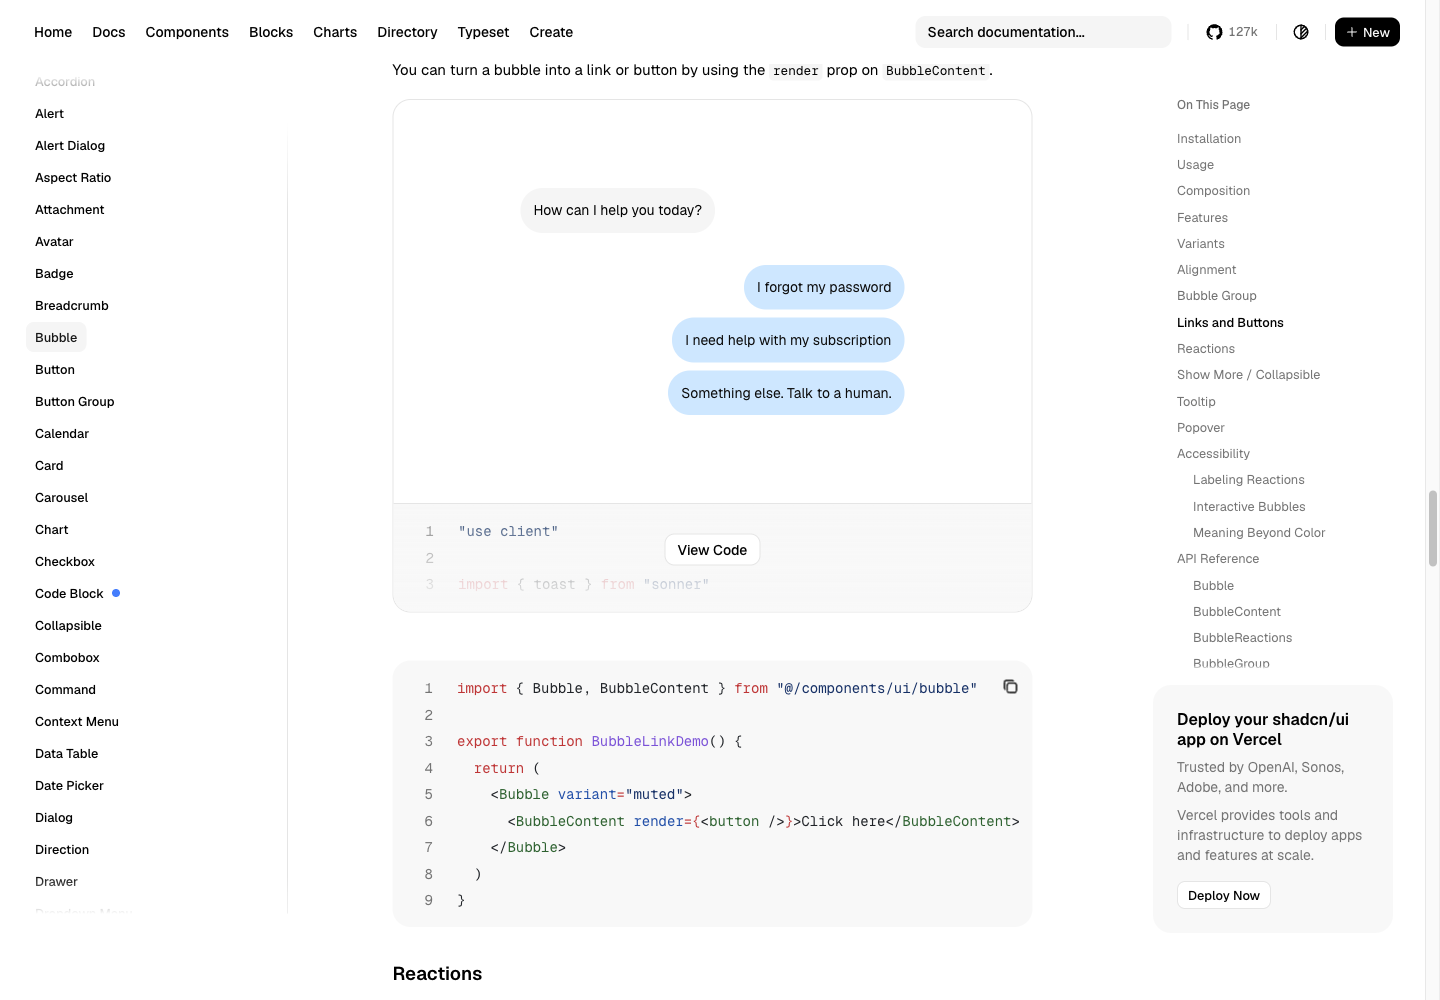 Home Docs Components Blocks Charts Directory Typeset Create
Search documentation...
127k
New
Accordion
Alert
Alert Dialog
Aspect Ratio
Attachment
Avatar
Badge
Breadcrumb
Bubble
Button
Button Group
Calendar
Card
Carousel
Chart
Checkbox
Code Block
Collapsible
Combobox
Command
Context Menu
Data Table
Date Picker
Dialog
Direction
Drawer
Dropdown Menu
You can turn a bubble into a link or button by using the render prop on BubbleContent.
How can I help you today?
I forgot my password
I need help with my subscription
Something else. Talk to a human.
1 "use client"
2
3 import { toast } from "sonner"
View Code
1 import { Bubble, BubbleContent } from "@/components/ui/bubble"
2
3 export function BubbleLinkDemo() {
4 return (
5 <Bubble variant="muted">
6 <BubbleContent render={<button />}>Click here</BubbleContent>
7 </Bubble>
8 )
9 }
Reactions
On This Page
Installation
Usage
Composition
Features
Variants
Alignment
Bubble Group
Links and Buttons
Reactions
Show More / Collapsible
Tooltip
Popover
Accessibility
Labeling Reactions
Interactive Bubbles
Meaning Beyond Color
API Reference
Bubble
BubbleContent
BubbleReactions
BubbleGroup
Deploy your shadcn/ui
app on Vercel
Trusted by OpenAI, Sonos,
Adobe, and more.
Vercel provides tools and
infrastructure to deploy apps
and features at scale.
Deploy Now